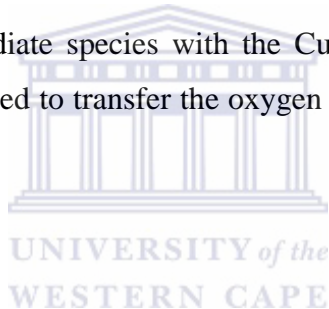 diate species with the Cu
ed to transfer the oxygen
UNIVERSITY of the
WESTERN CAPE